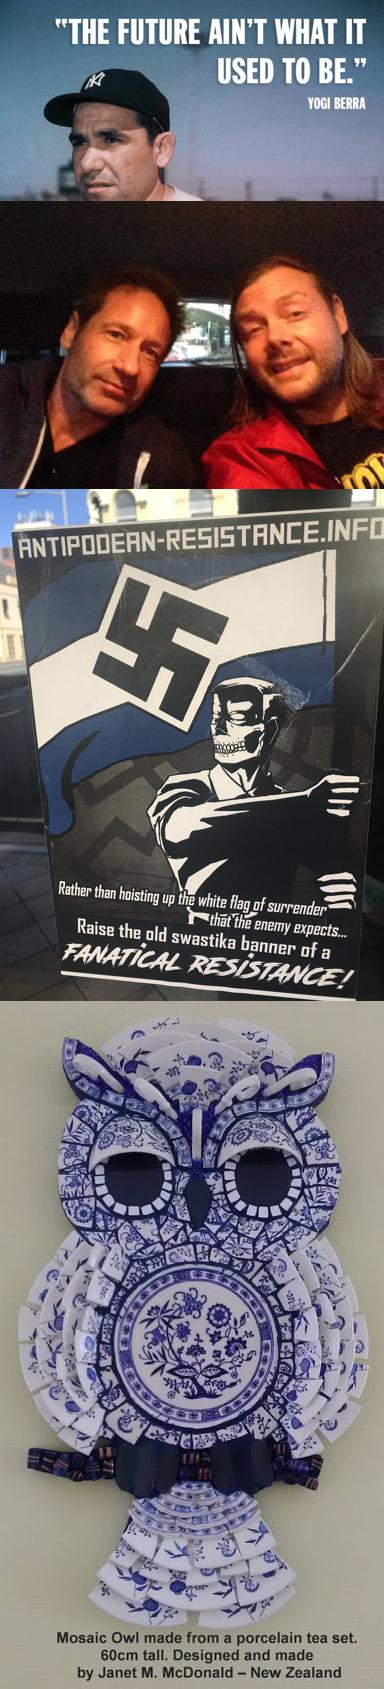 "THE FUTURE AIN'T WHAT IT
USED TO BE."
YOGI BERRA
ANTIPODEAN-RESISTANCE.INFO
Rather than hoisting up the white flag of surrender
that the enemy expects...
Raise the old swastika banner of a
FANATICAL RESISTANCE!
Mosaic Owl made from a porcelain tea set.
60cm tall. Designed and made
by Janet M. McDonald – New Zealand